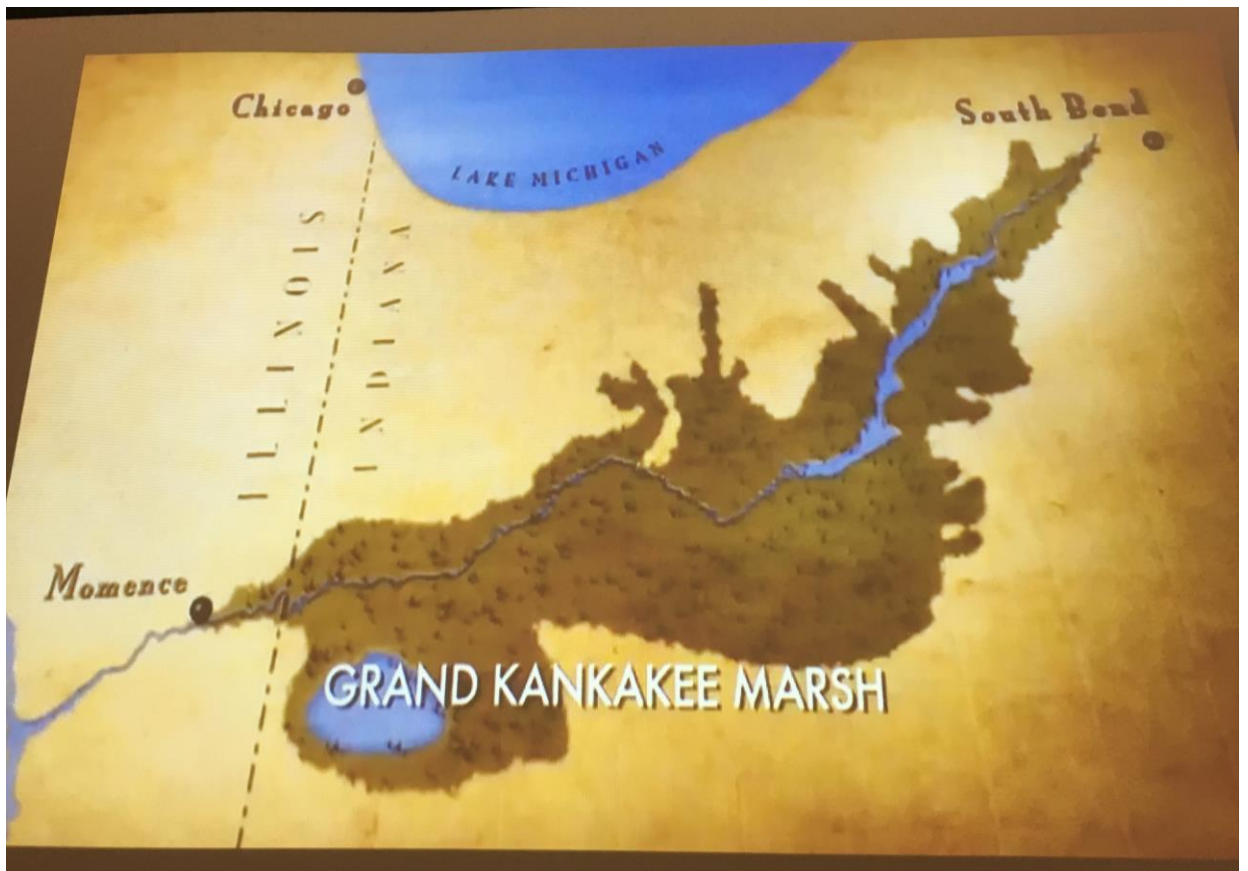 Chicago
South Bend
LAKE MICHIGAN
ILLINOIS
INDIANA
Momence
GRAND KANKAKEE MARSH